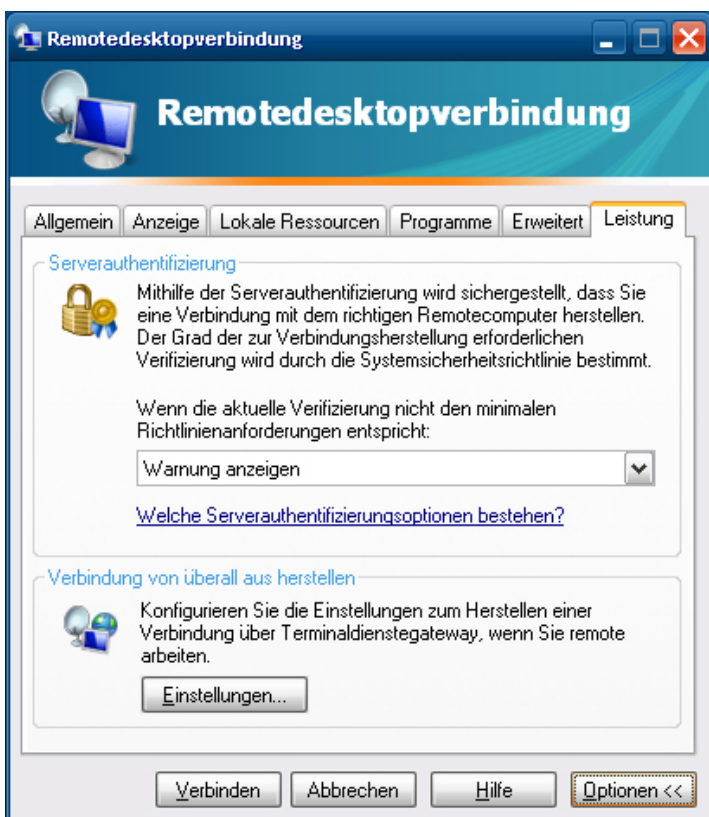 Remotedesktopverbindung
Remotedesktopverbindung
Allgemein Anzeige Lokale Ressourcen Programme Erweitert Leistung
Serverauthentifizierung
Mithilfe der Serverauthentifizierung wird sichergestellt, dass Sie
eine Verbindung mit dem richtigen Remotecomputer herstellen.
Der Grad der zur Verbindungsherstellung erforderlichen
Verifizierung wird durch die Systemsicherheitsrichtlinie bestimmt.
Wenn die aktuelle Verifizierung nicht den minimalen
Richtlinienanforderungen entspricht:
Warnung anzeigen
Welche Serverauthentifizierungsoptionen bestehen?
Verbindung von überall aus herstellen
Konfigurieren Sie die Einstellungen zum Herstellen einer
Verbindung über Terminaldienstegateway, wenn Sie remote
arbeiten.
Einstellungen...
Verbinden Abbrechen Hilfe Optionen <<